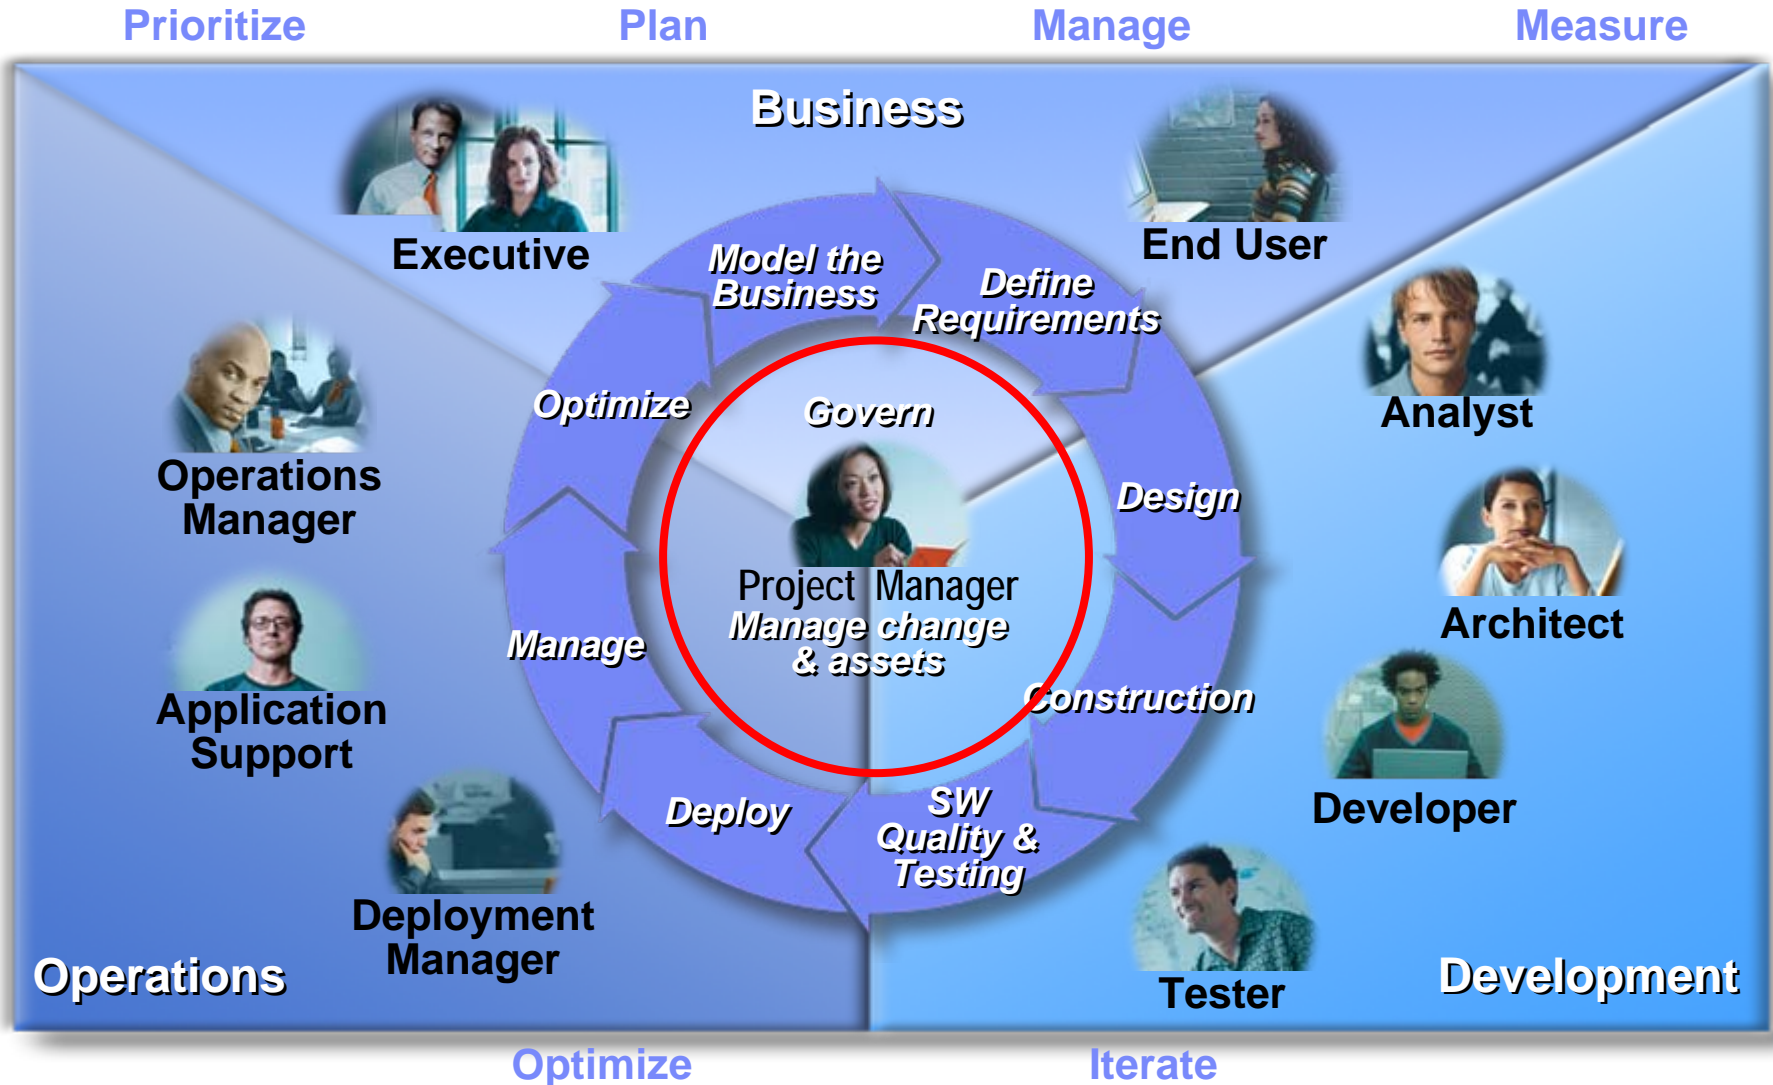 Prioritize
Plan
Manage
Measure
Business
Executive
End User
Model the
Business
Define
Requirements
Optimize
Govern
Analyst
Operations
Manager
Design
Project Manager
Manage change
& assets
Architect
Manage
Application
Support
Construction
Developer
Deploy
SW
Quality &
Testing
Deployment
Manager
Tester
Operations
Development
Optimize
Iterate